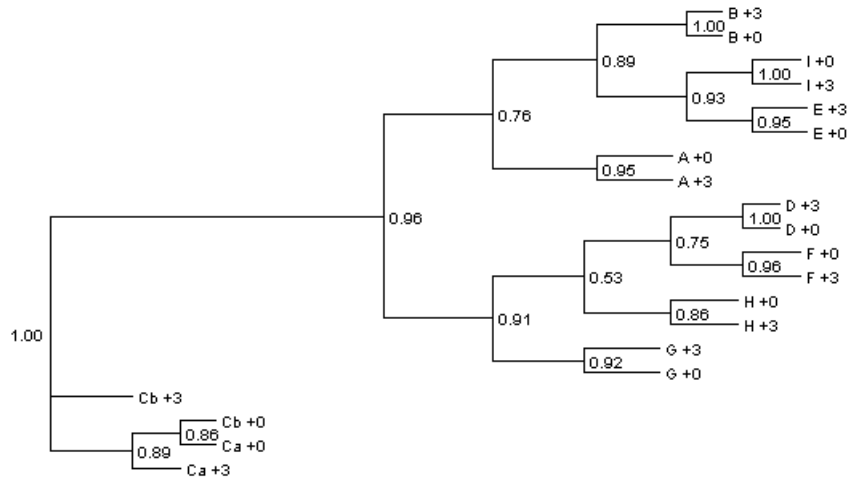 B +3
1.00
B +0
0.89
I +0
1.00
I +3
0.93
E +3
0.95
E +0
0.76
A +0
0.95
A +3
0.96
D +3
1.00
D +0
0.75
F +0
0.96
F +3
0.53
H +0
0.86
H +3
0.91
G +3
0.92
G +0
1.00
Cb +3
Cb +0
0.86
Ca +0
0.89
Ca +3